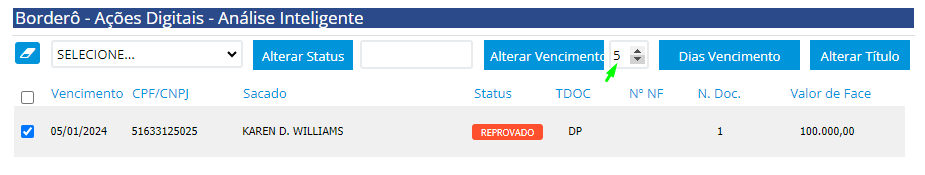 Borderô - Ações Digitais - Análise Inteligente
SELECIONE... Alterar Status Alterar Vencimento 5 Dias Vencimento Alterar Título
Vencimento CPF/CNPJ Sacado Status TDOC Nº NF N. Doc. Valor de Face
05/01/2024 51633125025 KAREN D. WILLIAMS REPROVADO DP 1 100.000,00